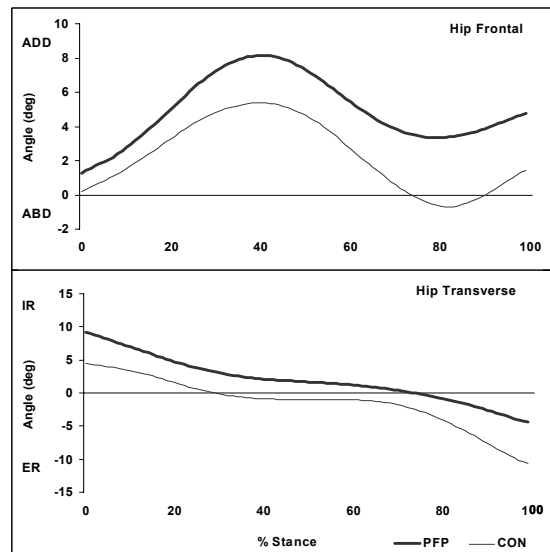 Hip Frontal
ADD
Angle (deg)
ABD
10
8
6
4
2
0
-2
0 20 40 60 80 100
Hip Transverse
IR
Angle (deg)
ER
15
10
5
0
-5
-10
-15
0 20 40 60 80 100
% Stance
PFP CON